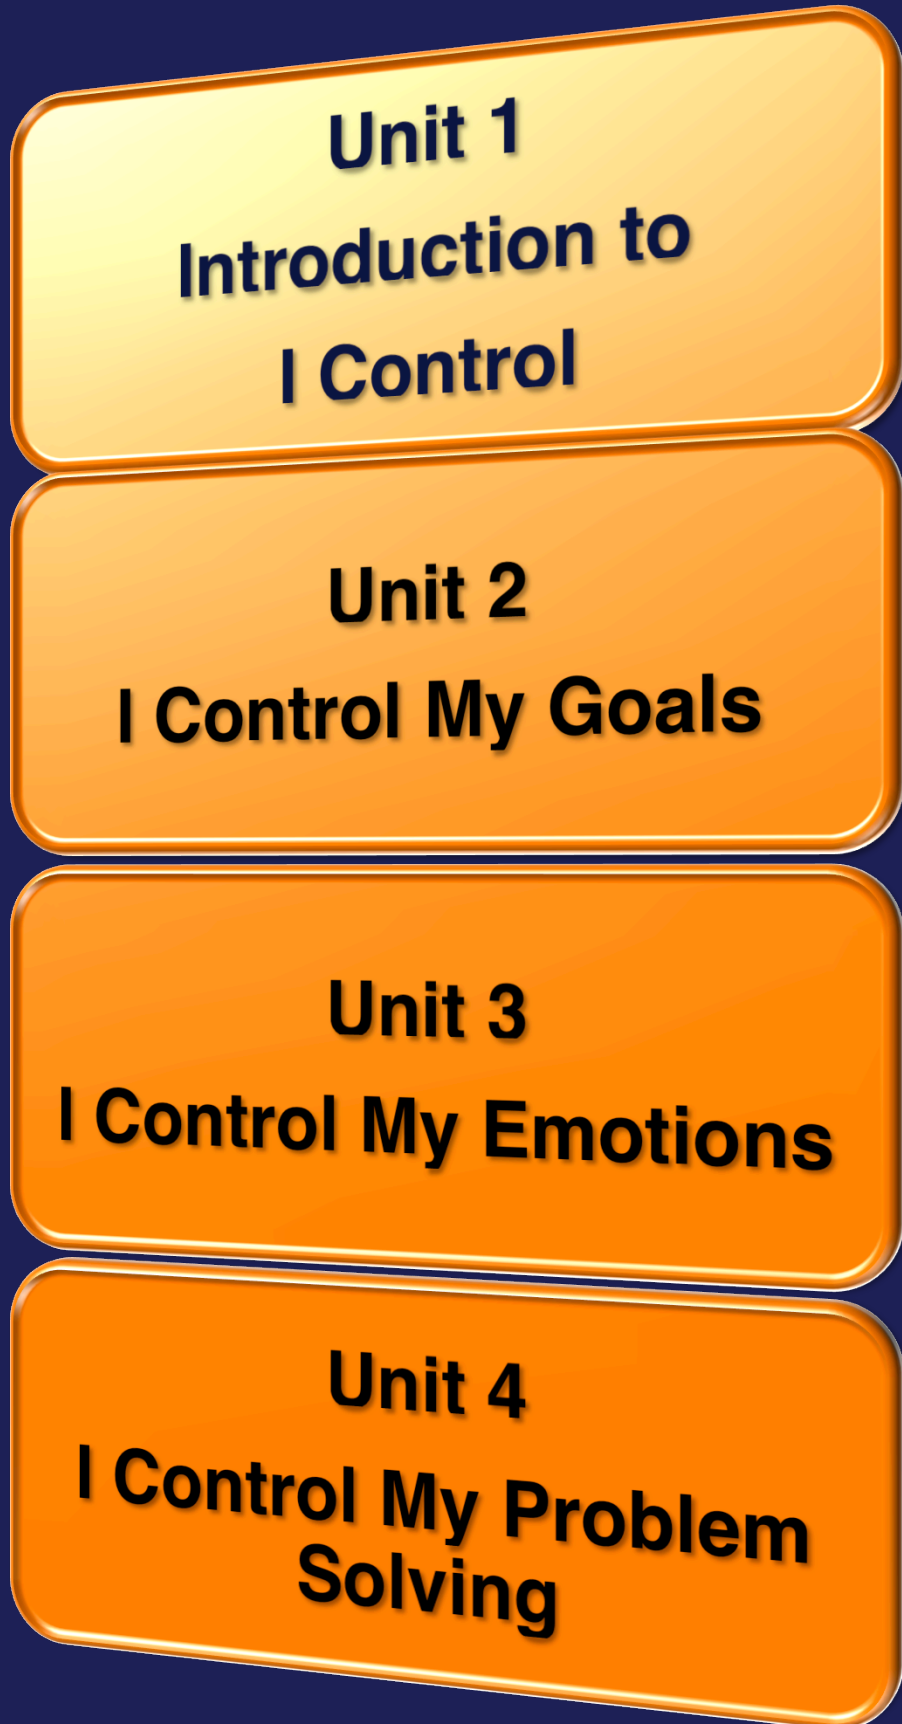 Unit 1
Introduction to
I Control
Unit 2
I Control My Goals
Unit 3
I Control My Emotions
Unit 4
I Control My Problem
Solving